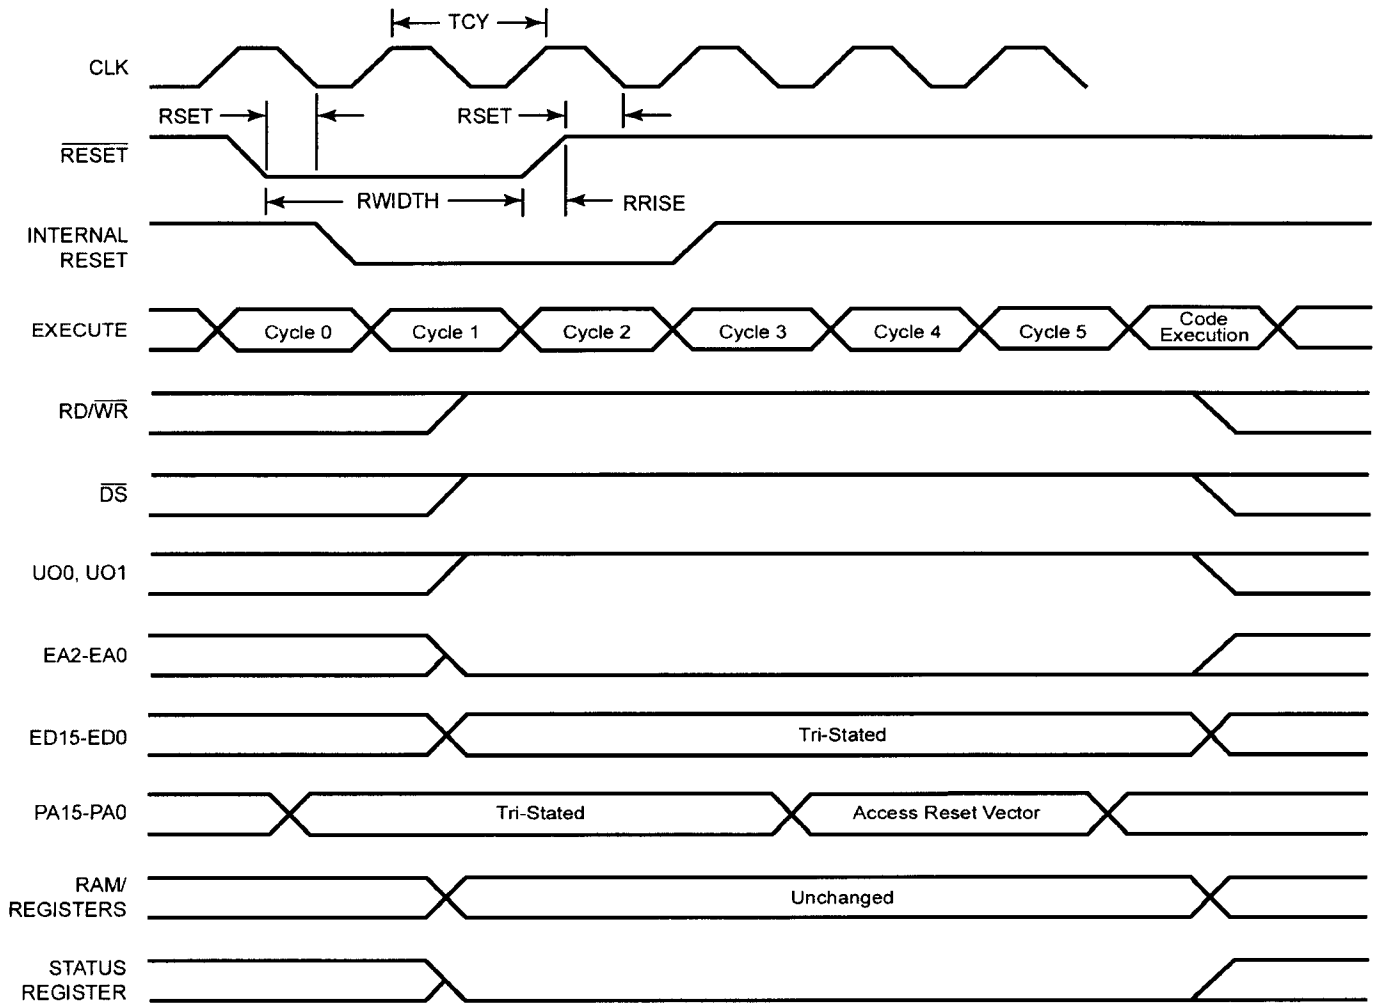 TCY
CLK
RSET
RSET
RESET
RWIDTH
RRISE
INTERNAL
RESET
EXECUTE
Cycle 0
Cycle 1
Cycle 2
Cycle 3
Cycle 4
Cycle 5
Code
Execution
RD/WR
DS
UO0, UO1
EA2-EA0
ED15-ED0
Tri-Stated
PA15-PA0
Tri-Stated
Access Reset Vector
RAM/
REGISTERS
Unchanged
STATUS
REGISTER